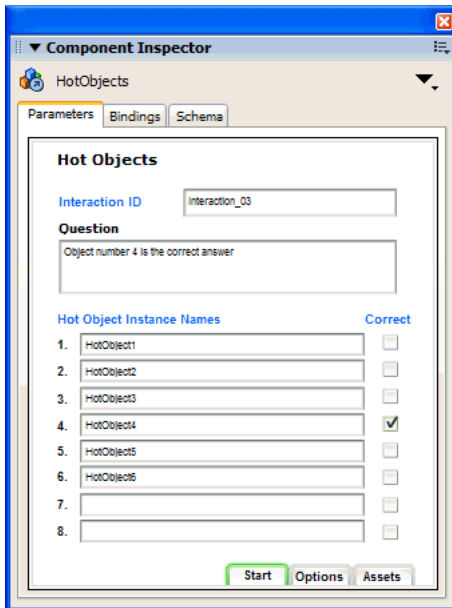 Component Inspector
HotObjects
Parameters Bindings Schema
Hot Objects
Interaction ID Interaction_03
Question
Object number 4 is the correct answer
Hot Object Instance Names Correct
1. HotObject1
2. HotObject2
3. HotObject3
4. HotObject4
5. HotObject5
6. HotObject6
7.
8.
Start Options Assets